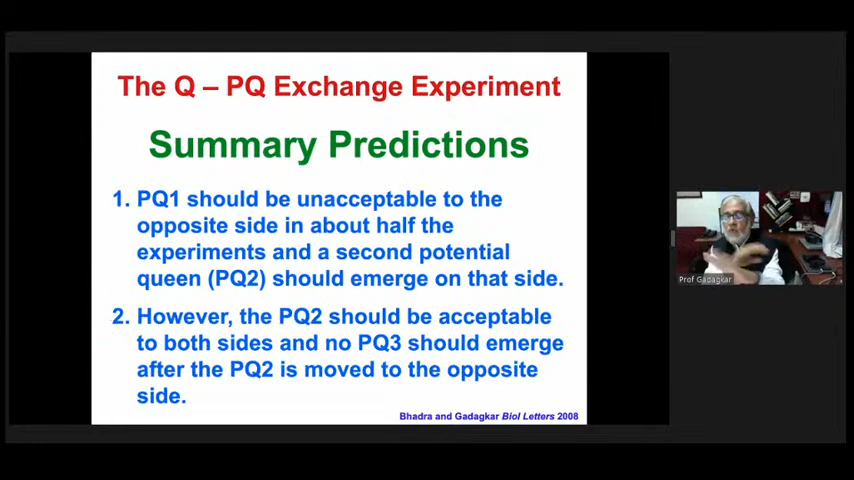 The Q – PQ Exchange Experiment
Summary Predictions
1. PQ1 should be unacceptable to the
opposite side in about half the
experiments and a second potential
queen (PQ2) should emerge on that side.
2. However, the PQ2 should be acceptable
to both sides and no PQ3 should emerge
after the PQ2 is moved to the opposite
side.
Bhadra and Gadagkar Biol Letters 2008
Prof Gadagkar